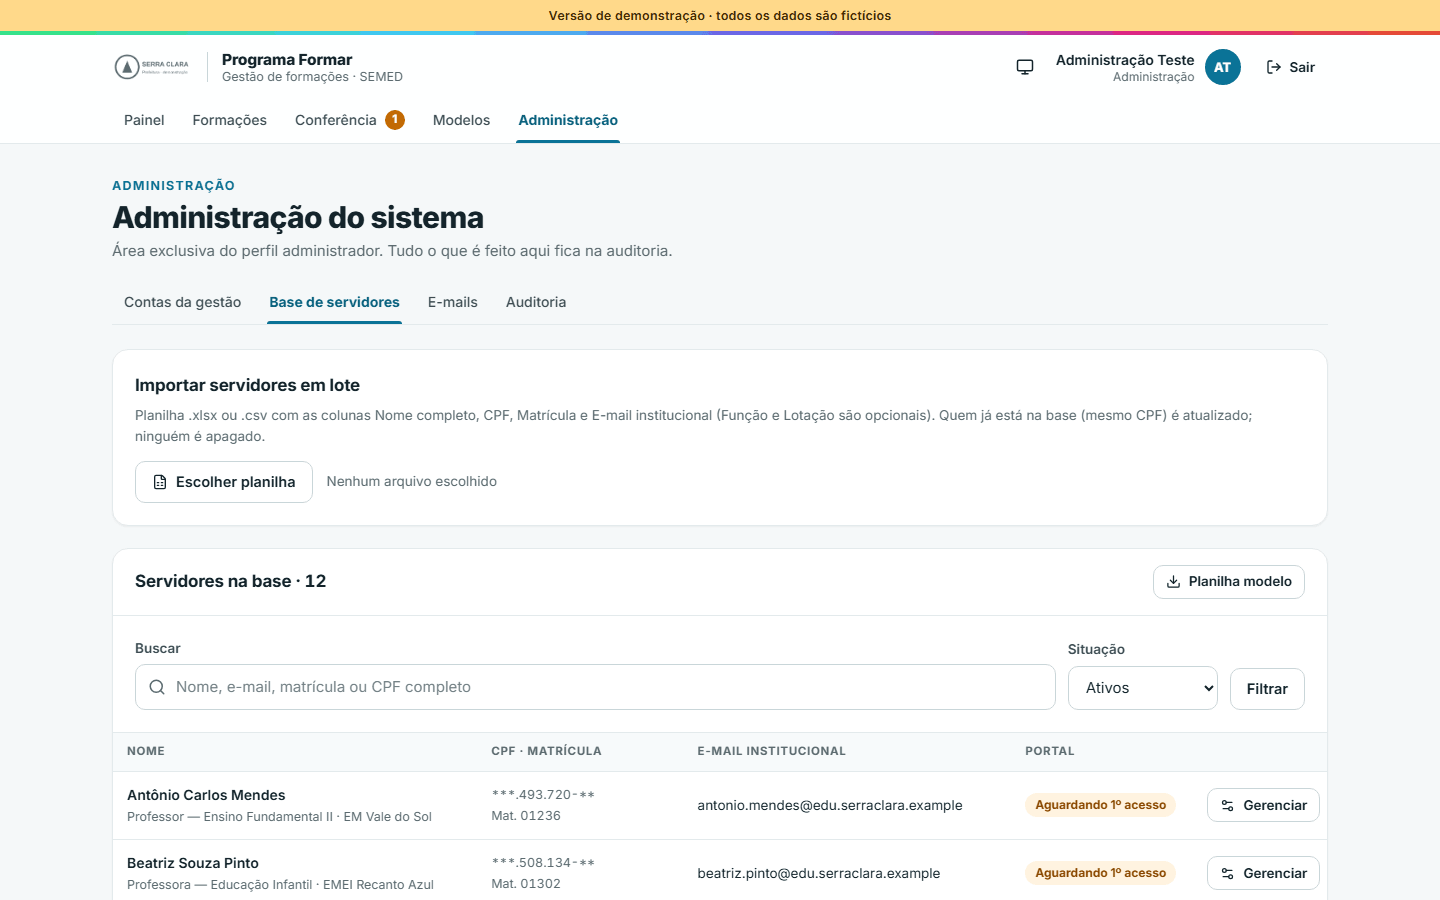 Versão de demonstração · todos os dados são fictícios
SERRA CLARA
Programa Formar
Gestão de formações · SEMED
Administração Teste
Administração
AT
Sair
Painel
Formações
Conferência 1
Modelos
Administração
ADMINISTRAÇÃO
Administração do sistema
Área exclusiva do perfil administrador. Tudo o que é feito aqui fica na auditoria.
Contas da gestão
Base de servidores
E-mails
Auditoria
Importar servidores em lote
Planilha .xlsx ou .csv com as colunas Nome completo, CPF, Matrícula e E-mail institucional (Função e Lotação são opcionais). Quem já está na base (mesmo CPF) é atualizado;
ninguém é apagado.
Escolher planilha
Nenhum arquivo escolhido
Servidores na base · 12
Planilha modelo
Buscar
Situação
Nome, e-mail, matrícula ou CPF completo
Ativos
Filtrar
NOME
CPF · MATRÍCULA
E-MAIL INSTITUCIONAL
PORTAL
Antônio Carlos Mendes
Professor — Ensino Fundamental II · EM Vale do Sol
***.493.720-**
Mat. 01236
antonio.mendes@edu.serraclara.example
Aguardando 1º acesso
Gerenciar
Beatriz Souza Pinto
Professora — Educação Infantil · EMEI Recanto Azul
***.508.134-**
Mat. 01302
beatriz.pinto@edu.serraclara.example
Aguardando 1º acesso
Gerenciar